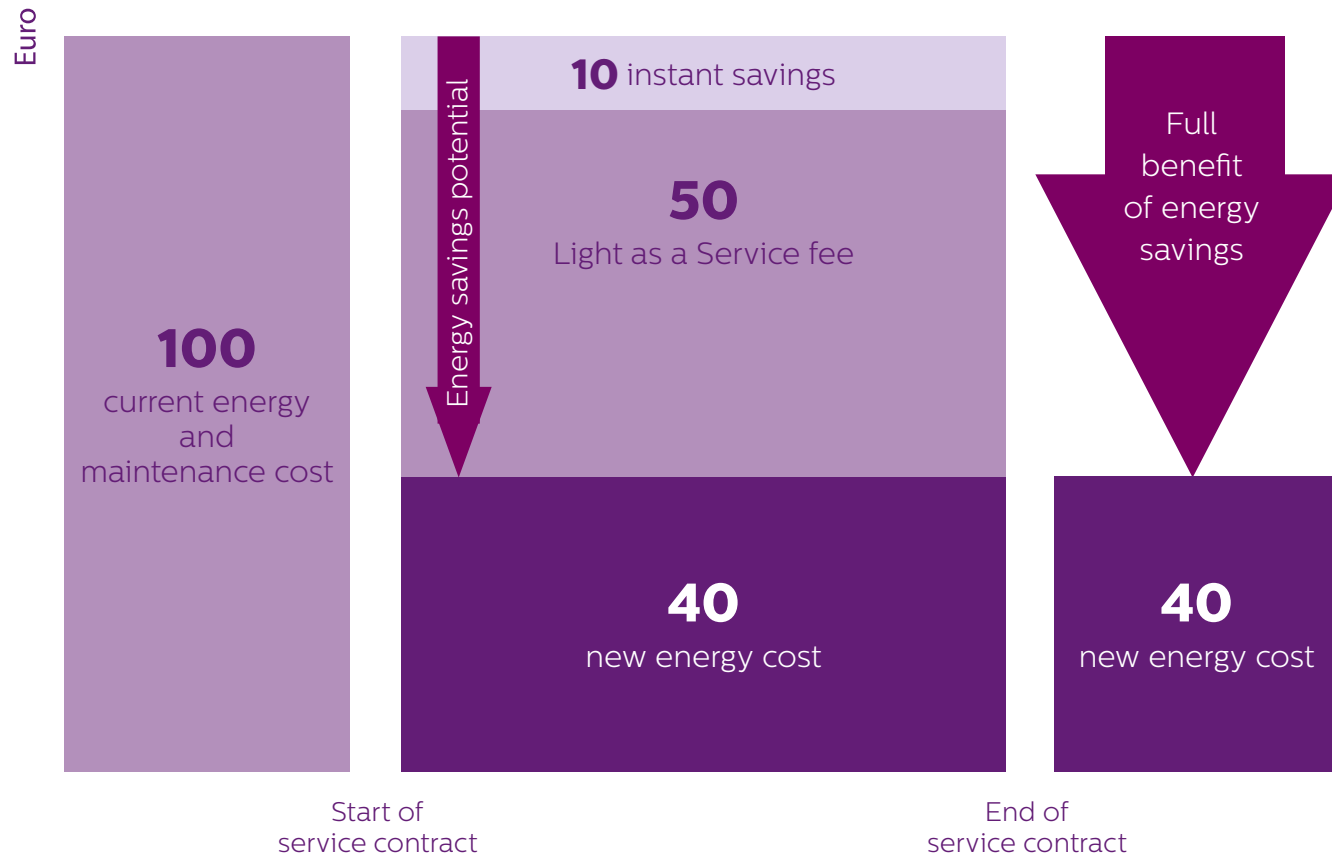 Euro
100
current energy
and
maintenance cost
Energy savings potential
10 instant savings
50
Light as a Service fee
40
new energy cost
Full
benefit
of energy
savings
40
new energy cost
Start of
service contract
End of
service contract